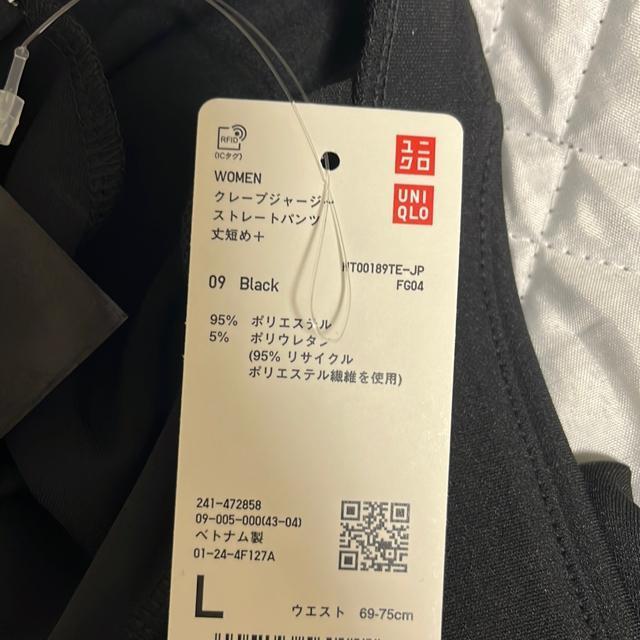 RFID
(ICタグ)
ユニ
クロ
UNI
QLO
WOMEN
クレープジャージー
ストレートパンツ
丈短め+
HT00189TE-JP
09 Black
FG04
95% ポリエステル
5% ポリウレタン
(95% リサイクル
ポリエステル繊維を使用)
241-472858
09-005-000(43-04)
ベトナム製
01-24-4F127A
L
ウエスト 69-75cm